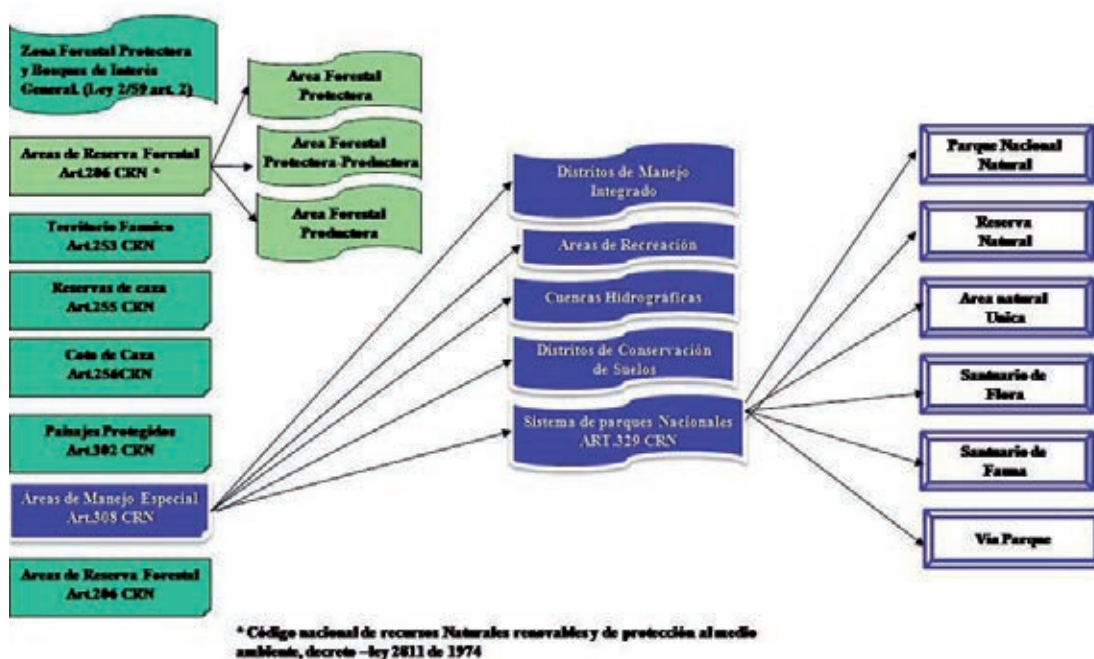 Zona Forestal Protectora
y Bosques de Interés
General. (Ley 2/59 art. 2)
Areas de Reserva Forestal
Art.206 CRN *
Territorio Faunico
Art.253 CRN
Reservas de caza
Art.255 CRN
Coto de Caza
Art.256CRN
Paisajes Protegidos
Art.302 CRN
Áreas de Manejo Especial
Art.308 CRN
Areas de Reserva Forestal
Art.206 CRN
Area Forestal
Protectora
Area Forestal
Protectora-Productora
Area Forestal
Productora
Distritos de Manejo
Integrado
Areas de Recreación
Cuencas Hidrográficas
Distritos de Conservación
de Suelos
Sistema de parques Nacionales
ART.329 CRN
Parque Nacional
Natural
Reserva
Natural
Area natural
Unica
Santuario de
Flora
Santuario de
Fauna
Via Parque
* Código nacional de recursos Naturales renovables y de protección al medio
ambiente, decreto –ley 2811 de 1974